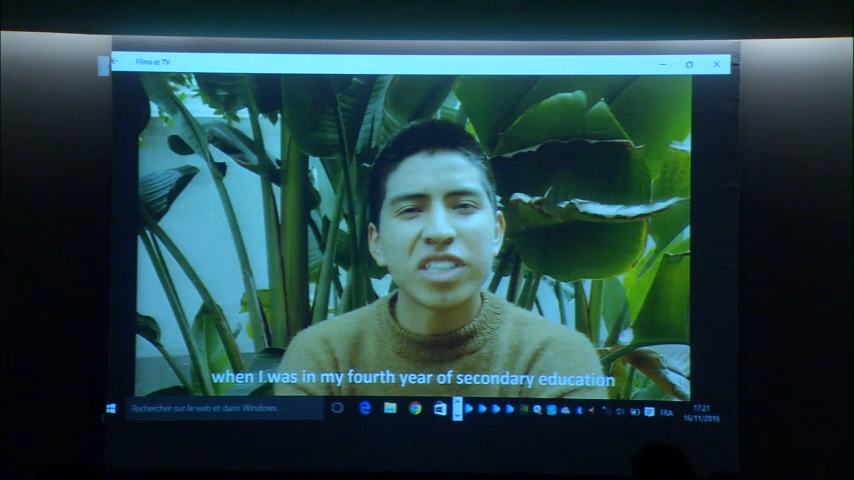 Films et TV
when I was in my fourth year of secondary education
Rechercher sur le web et dans Windows
FRA
17:21
16/11/2016